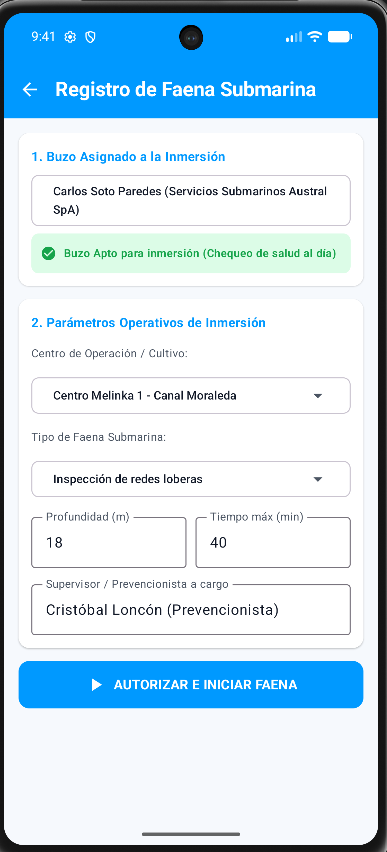 9:41
Registro de Faena Submarina
1. Buzo Asignado a la Inmersión
Carlos Soto Paredes (Servicios Submarinos Austral
SpA)
Buzo Apto para inmersión (Chequeo de salud al día)
2. Parámetros Operativos de Inmersión
Centro de Operación / Cultivo:
Centro Melinka 1 - Canal Moraleda
Tipo de Faena Submarina:
Inspección de redes loberas
Profundidad (m)
18
Tiempo máx (min)
40
Supervisor / Prevencionista a cargo
Cristóbal Loncón (Prevencionista)
AUTORIZAR E INICIAR FAENA